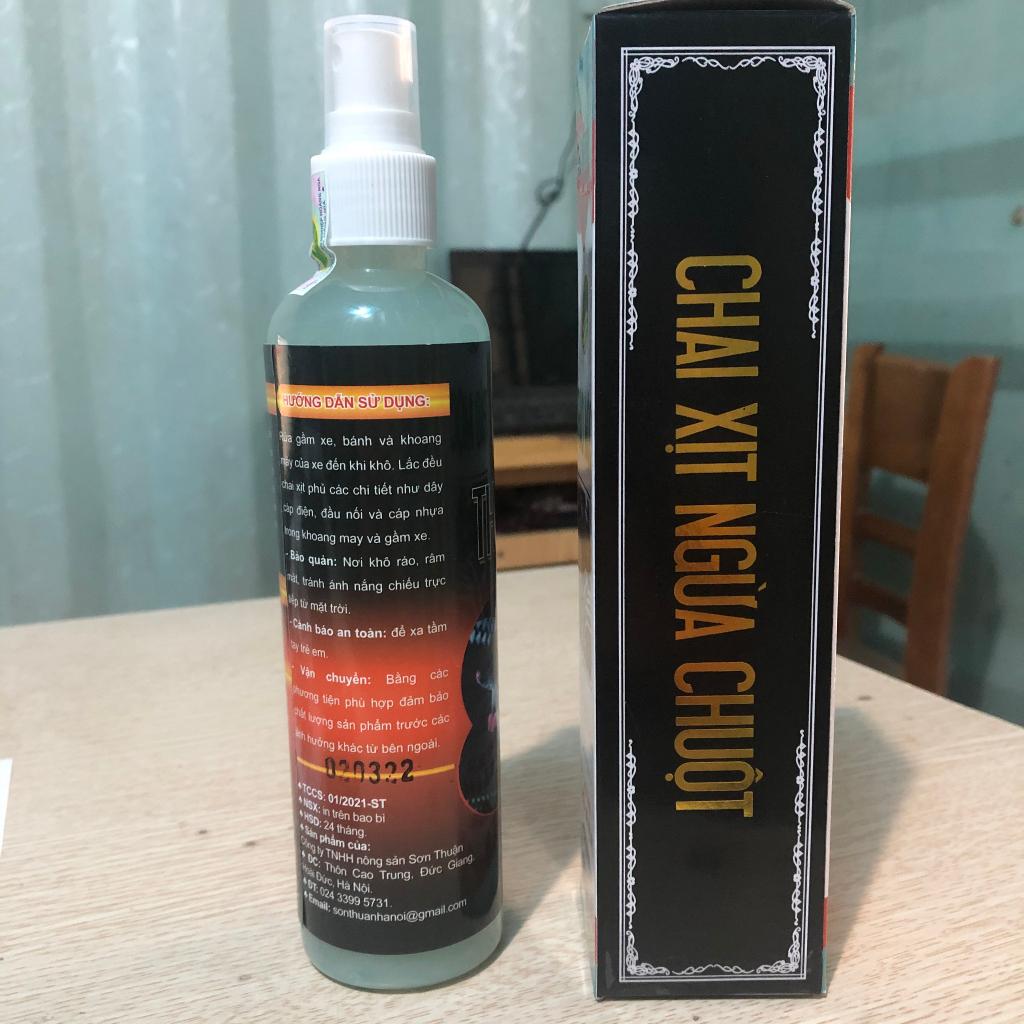 HƯỚNG DẪN SỬ DỤNG:
Rửa gầm xe, bánh và khoang
máy của xe đến khi khô. Lắc đều
chai xịt phủ các chi tiết như dây
cáp điện, đầu nối và cáp nhựa
trong khoang may và gầm xe.
- Bảo quản: Nơi khô ráo, râm
mát, tránh ánh nắng chiếu trực
tiếp từ mặt trời.
- Cảnh báo an toàn: để xa tầm
tay trẻ em.
- Vận chuyển: Bằng các
phương tiện phù hợp đảm bảo
chất lượng sản phẩm trước các
ảnh hưởng khác từ bên ngoài.
020322
TCCS: 01/2021-ST
NSX: in trên bao bì
HSD: 24 tháng.
Sản phẩm của:
Công ty TNHH nông sản Sơn Thuận
ĐC: Thôn Cao Trung, Đức Giang,
Hoài Đức, Hà Nội.
ĐT: 024 3399 5731.
Email: sonthuanhanoi@gmail.com
CHAI XỊT NGỪA CHUỘT